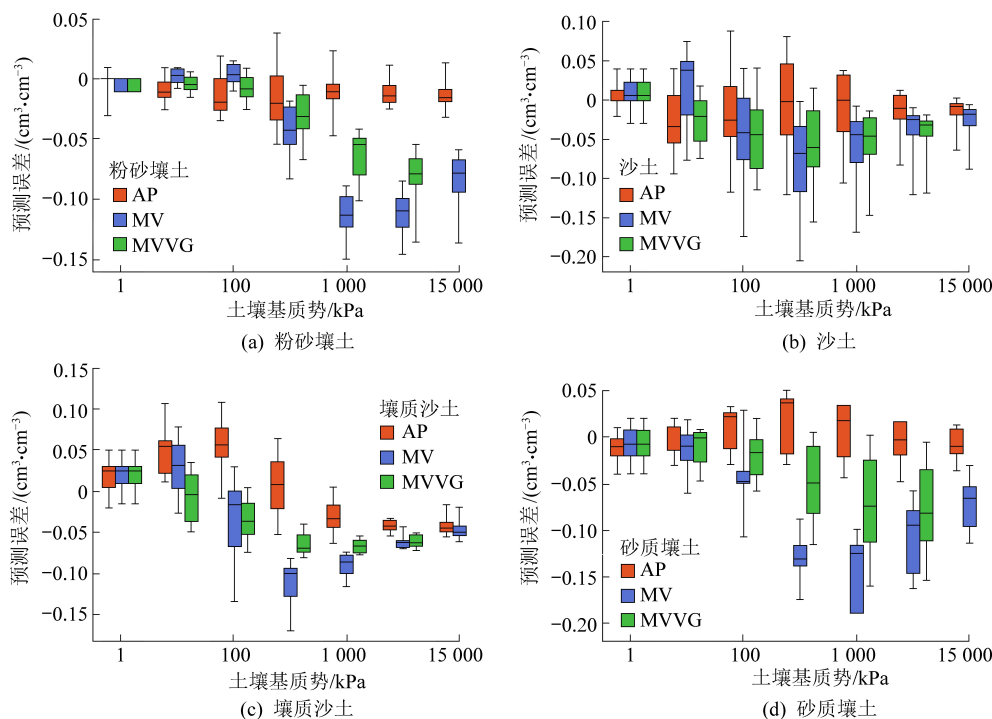 0.05
0
−0.05
−0.10
−0.15
预测误差/(cm³·cm⁻³)
粉砂壤土
AP
MV
MVVG
1
100
1 000
15 000
土壤基质势/kPa
(a) 粉砂壤土
0.10
0.05
0
−0.05
−0.10
−0.15
−0.20
预测误差/(cm³·cm⁻³)
沙土
AP
MV
MVVG
1
100
1 000
15 000
土壤基质势/kPa
(b) 沙土
0.15
0.10
0.05
0
−0.05
−0.10
−0.15
预测误差/(cm³·cm⁻³)
壤质沙土
AP
MV
MVVG
1
100
1 000
15 000
土壤基质势/kPa
(c) 壤质沙土
0.05
0
−0.05
−0.10
−0.15
−0.20
预测误差/(cm³·cm⁻³)
砂质壤土
AP
MV
MVVG
1
100
1 000
15 000
土壤基质势/kPa
(d) 砂质壤土